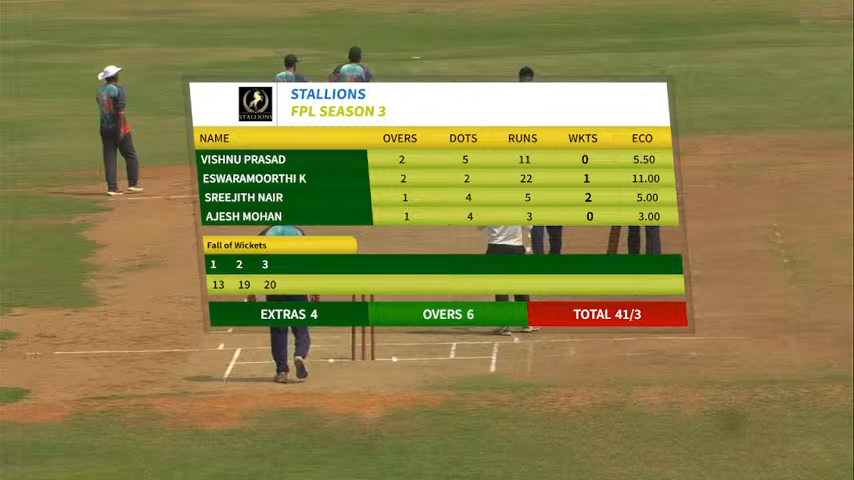 STALLIONS
STALLIONS
FPL SEASON 3
NAME OVERS DOTS RUNS WKTS ECO
VISHNU PRASAD 2 5 11 0 5.50
ESWARAMOORTHI K 2 2 22 1 11.00
SREEJITH NAIR 1 4 5 2 5.00
AJESH MOHAN 1 4 3 0 3.00
Fall of Wickets
1 2 3
13 19 20
EXTRAS 4 OVERS 6 TOTAL 41/3